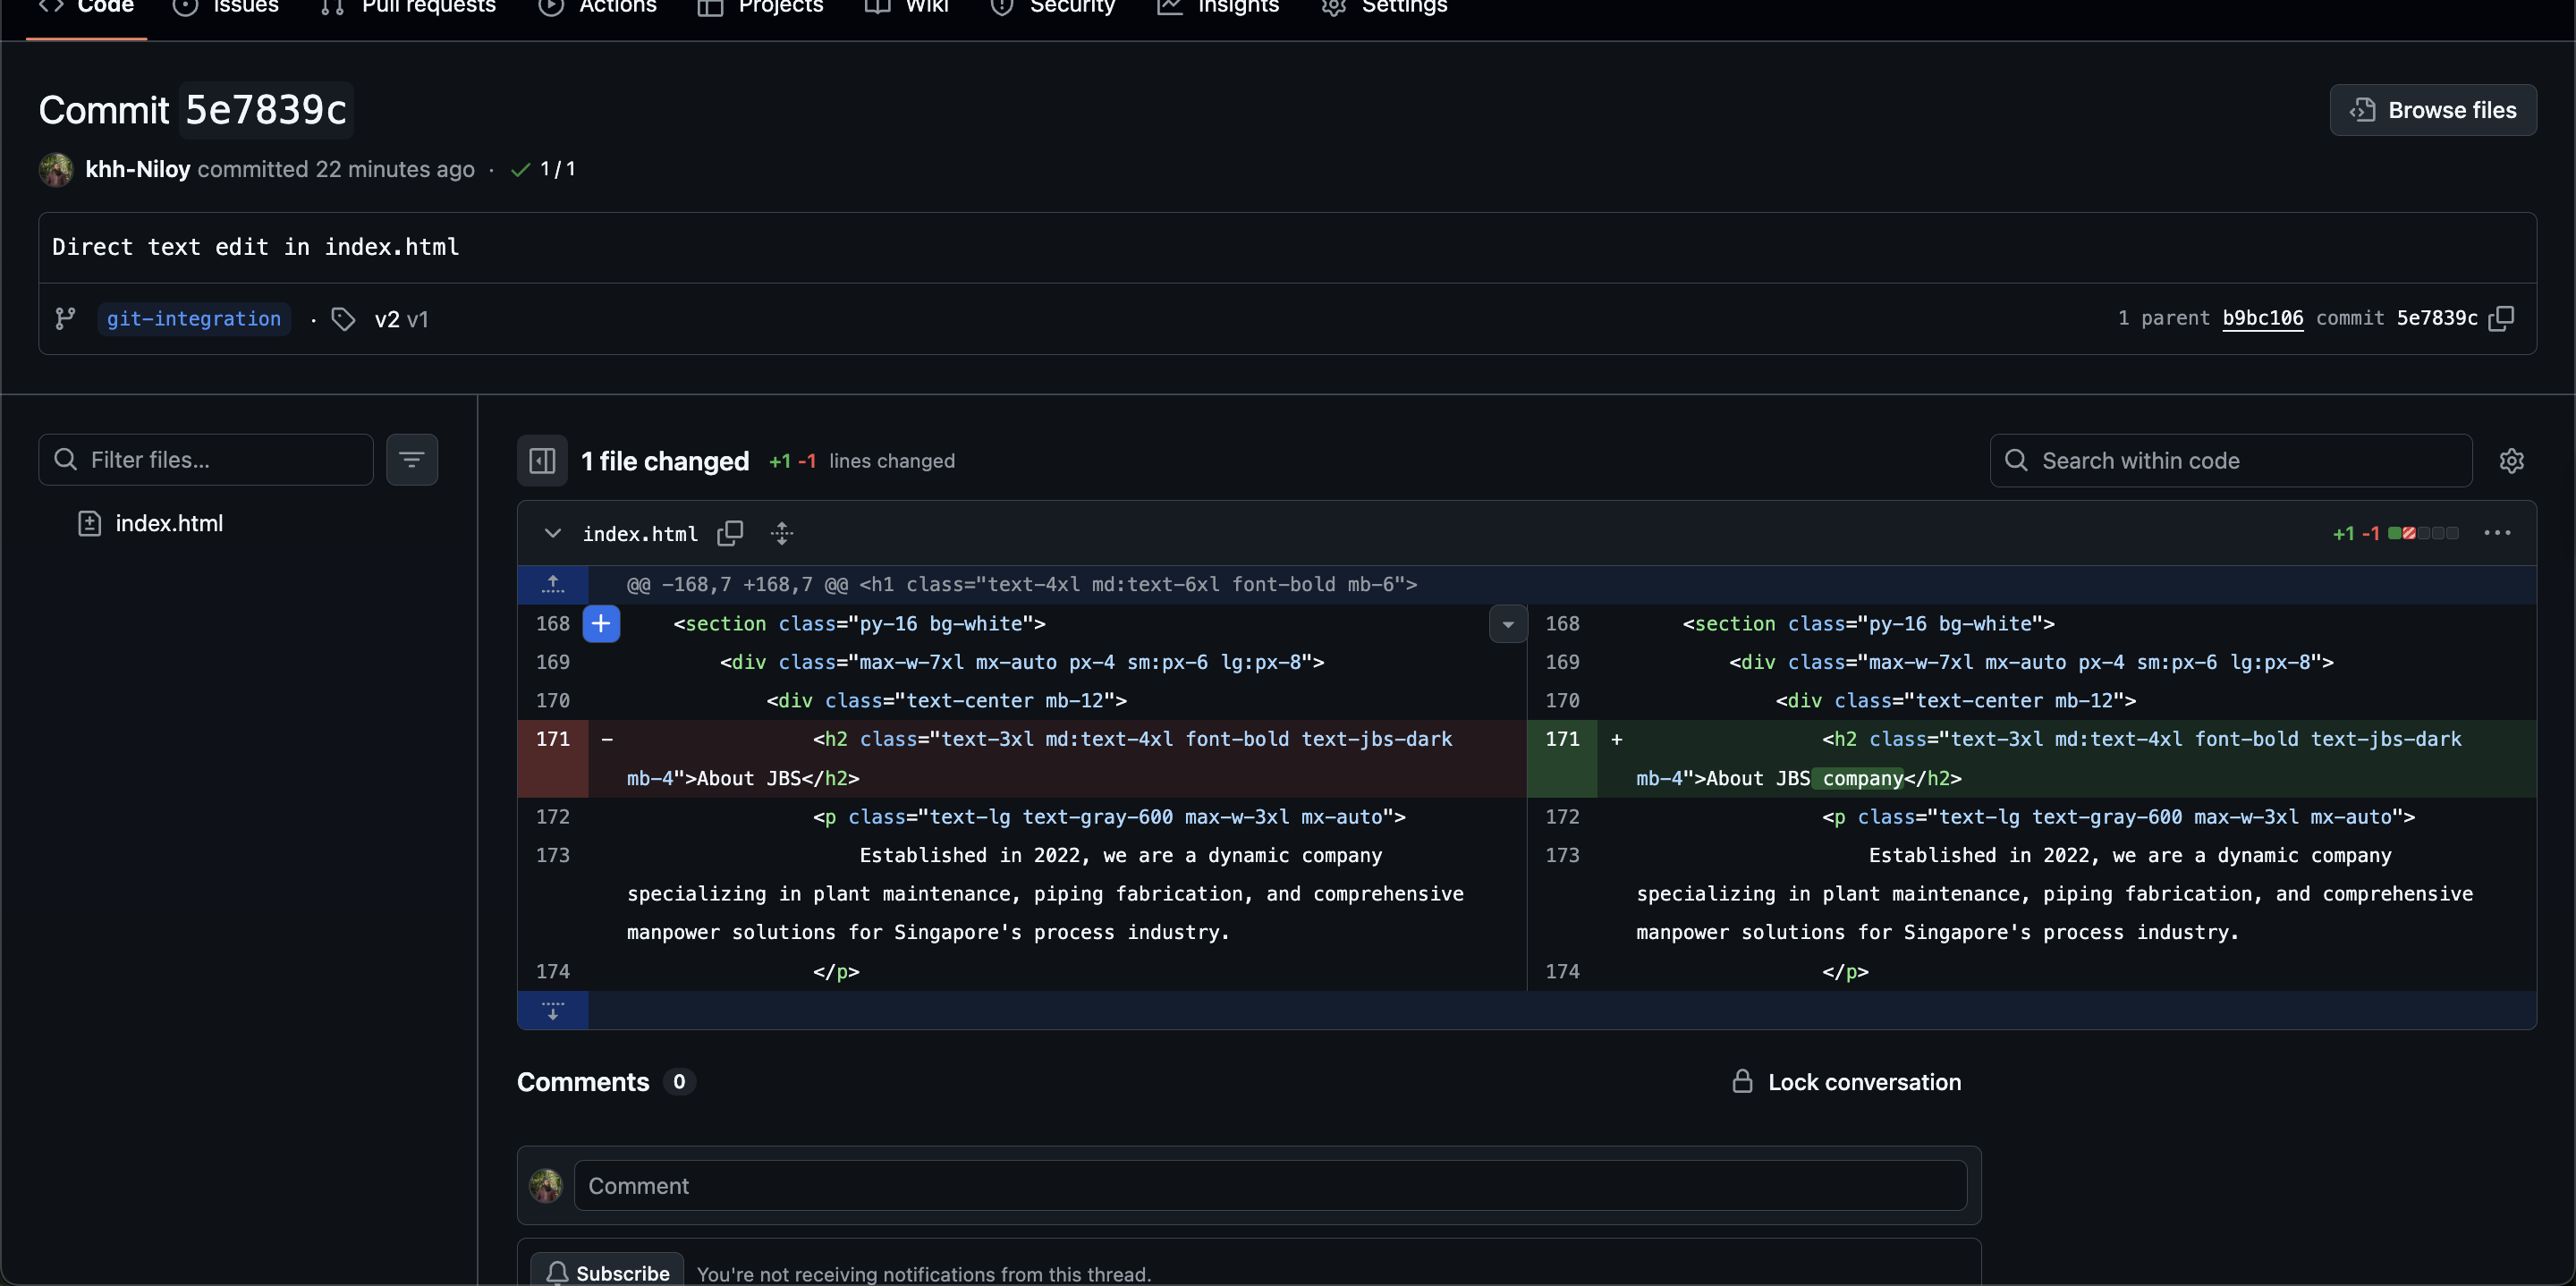 Code Issues Pull requests Actions Projects Wiki Security Insights Settings
Commit 5e7839c
Browse files
khh-Niloy committed 22 minutes ago · 1 / 1
Direct text edit in index.html
git-integration · v2 v1
1 parent b9bc106 commit 5e7839c
Filter files...
index.html
1 file changed +1 -1 lines changed
Search within code
index.html
+1 -1
@@ -168,7 +168,7 @@ <h1 class="text-4xl md:text-6xl font-bold mb-6">
168 <section class="py-16 bg-white">
169 <div class="max-w-7xl mx-auto px-4 sm:px-6 lg:px-8">
170 <div class="text-center mb-12">
171 - <h2 class="text-3xl md:text-4xl font-bold text-jbs-dark
mb-4">About JBS</h2>
172 <p class="text-lg text-gray-600 max-w-3xl mx-auto">
173 Established in 2022, we are a dynamic company
specializing in plant maintenance, piping fabrication, and comprehensive
manpower solutions for Singapore's process industry.
174 </p>
168 <section class="py-16 bg-white">
169 <div class="max-w-7xl mx-auto px-4 sm:px-6 lg:px-8">
170 <div class="text-center mb-12">
171 + <h2 class="text-3xl md:text-4xl font-bold text-jbs-dark
mb-4">About JBS company</h2>
172 <p class="text-lg text-gray-600 max-w-3xl mx-auto">
173 Established in 2022, we are a dynamic company
specializing in plant maintenance, piping fabrication, and comprehensive
manpower solutions for Singapore's process industry.
174 </p>
Comments 0
Lock conversation
Comment
Subscribe You're not receiving notifications from this thread.